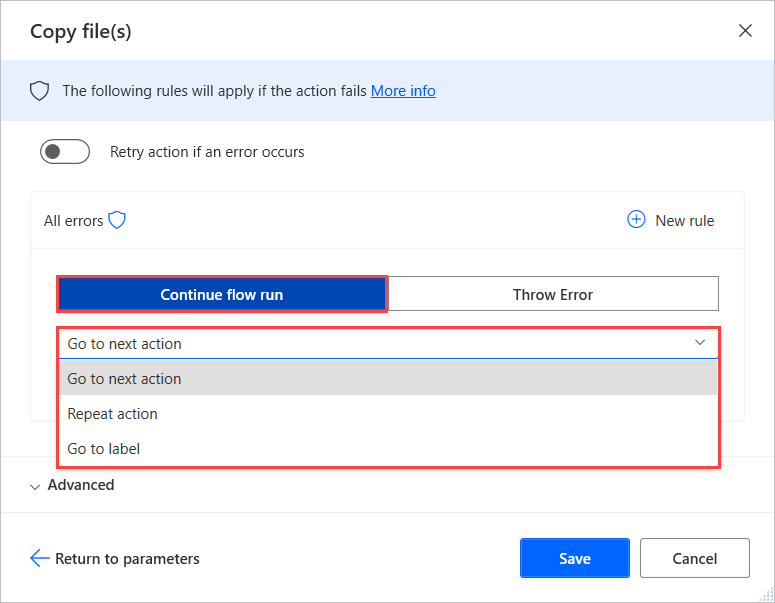 Copy file(s)
The following rules will apply if the action fails More info
Retry action if an error occurs
All errors
New rule
Continue flow run
Throw Error
Go to next action
Go to next action
Repeat action
Go to label
Advanced
Return to parameters
Save
Cancel